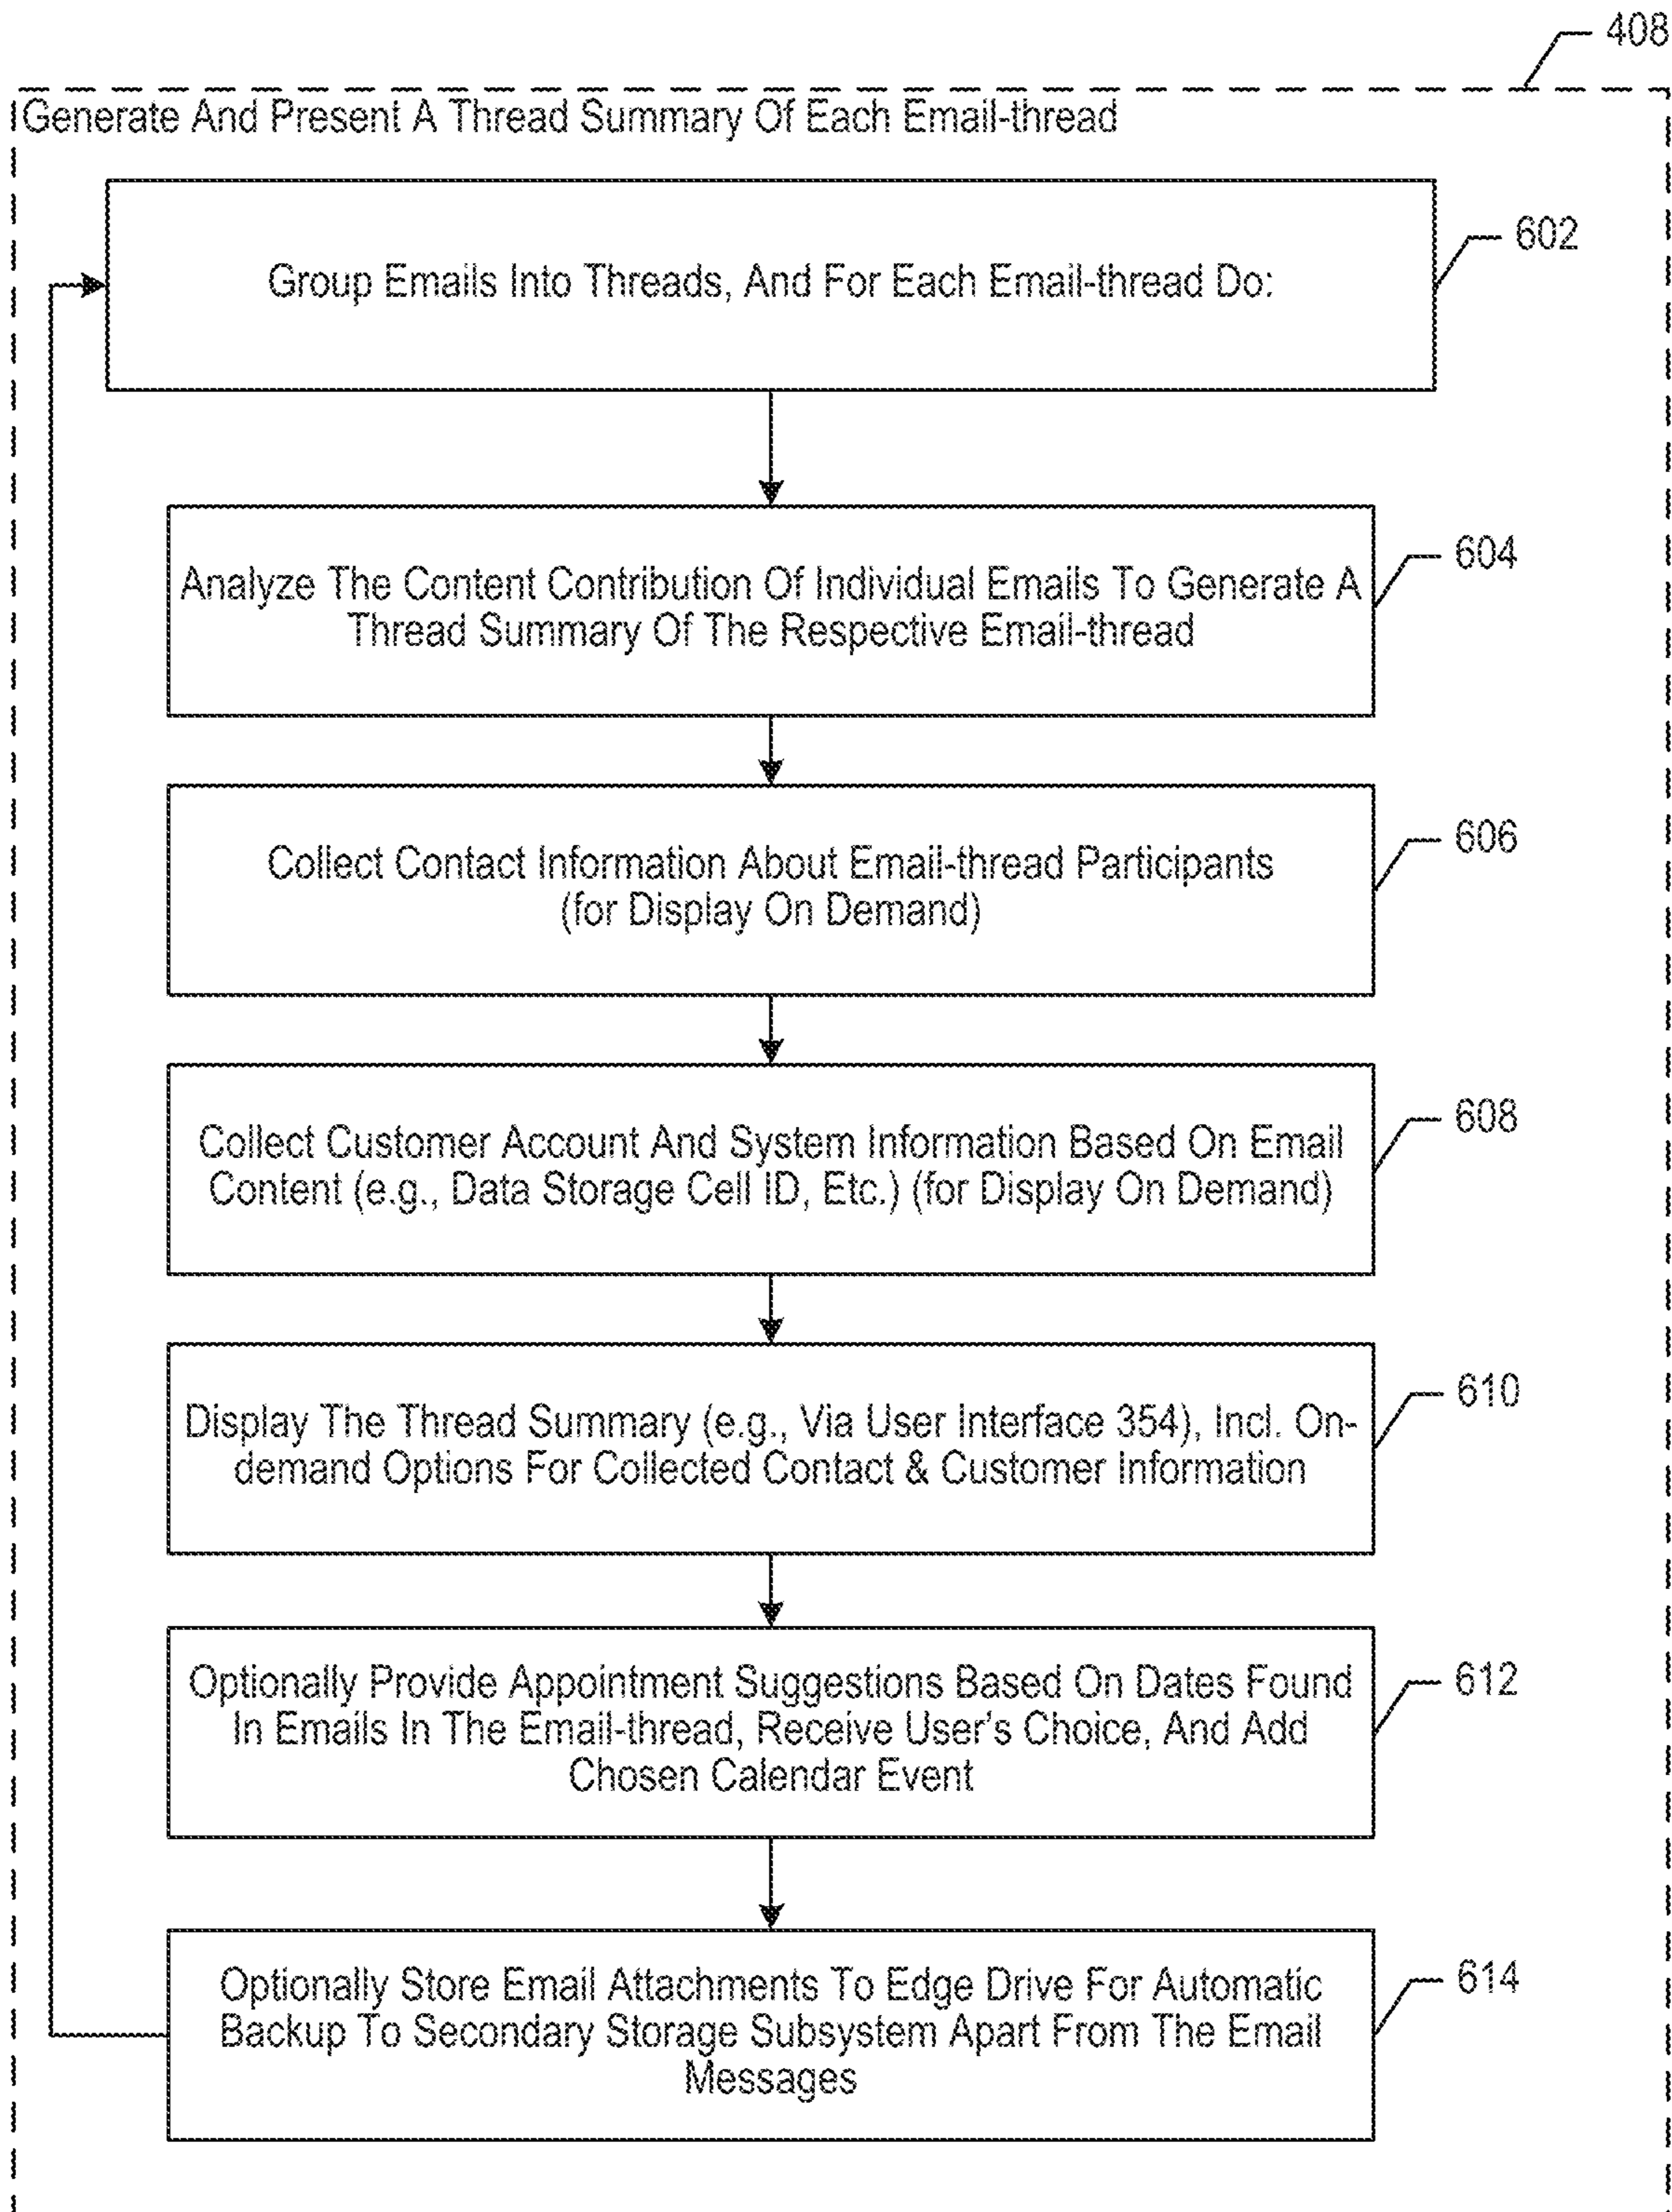 408
Generate And Present A Thread Summary Of Each Email-thread
602
Group Emails Into Threads, And For Each Email-thread Do:
604
Analyze The Content Contribution Of Individual Emails To Generate A
Thread Summary Of The Respective Email-thread
606
Collect Contact Information About Email-thread Participants
(for Display On Demand)
608
Collect Customer Account And System Information Based On Email
Content (e.g., Data Storage Cell ID, Etc.) (for Display On Demand)
610
Display The Thread Summary (e.g., Via User Interface 354), Incl. On-
demand Options For Collected Contact & Customer Information
612
Optionally Provide Appointment Suggestions Based On Dates Found
In Emails In The Email-thread, Receive User's Choice, And Add
Chosen Calendar Event
614
Optionally Store Email Attachments To Edge Drive For Automatic
Backup To Secondary Storage Subsystem Apart From The Email
Messages